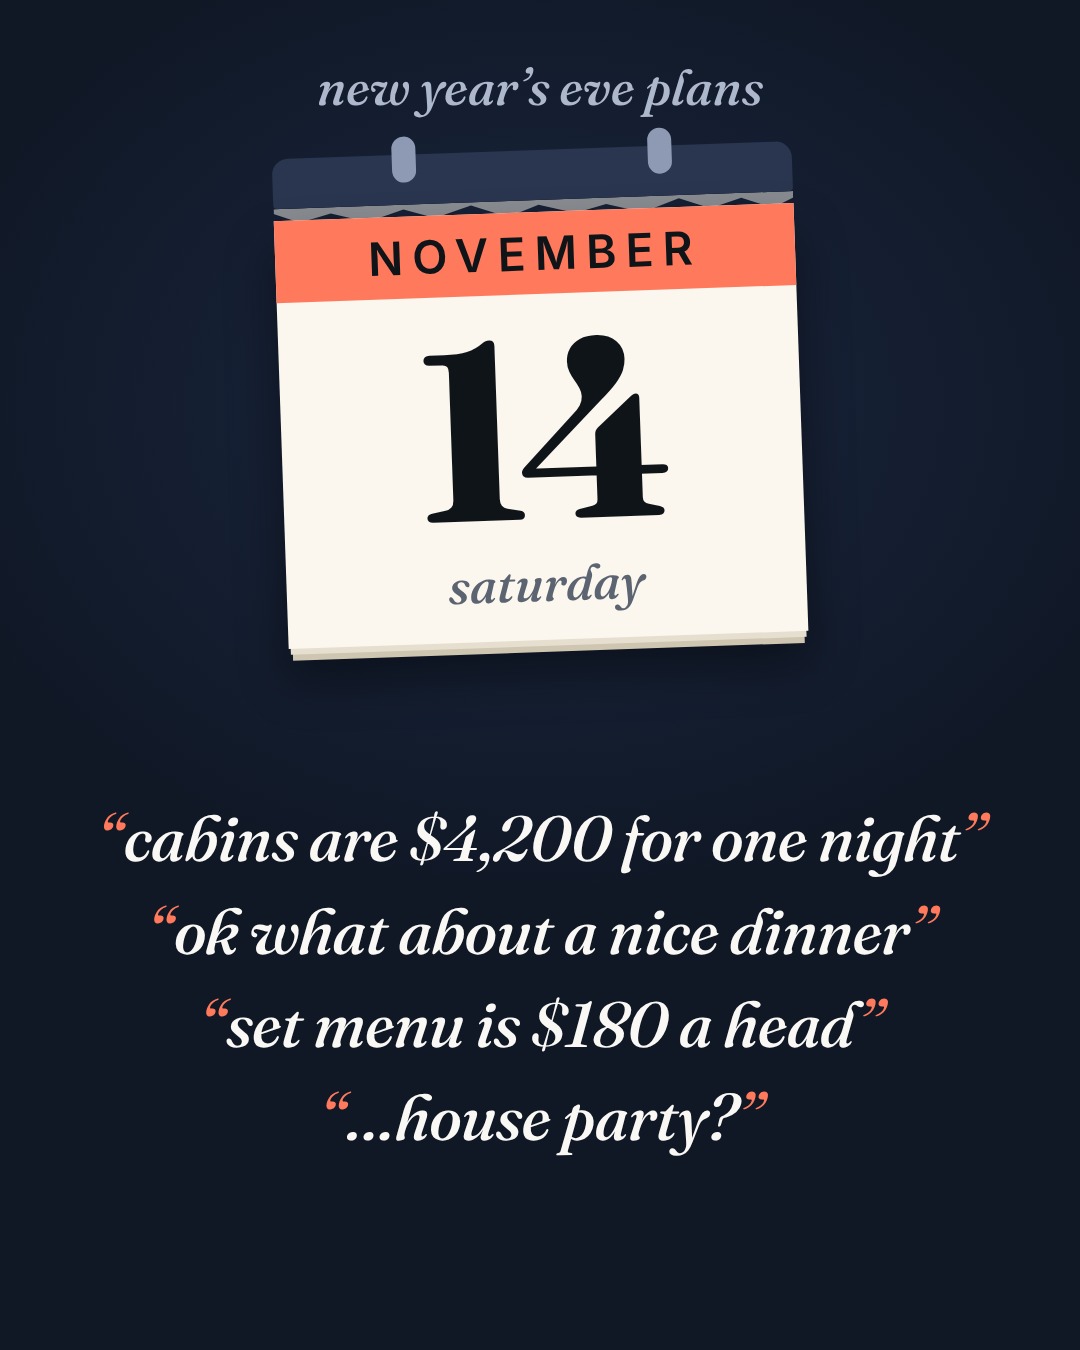 new year’s eve plans
NOVEMBER
14
saturday
“cabins are $4,200 for one night”
“ok what about a nice dinner”
“set menu is $180 a head”
“...house party?”